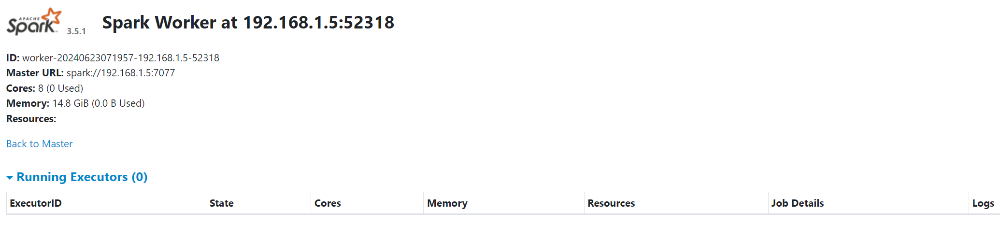 APACHE
Spark™ 3.5.1 Spark Worker at 192.168.1.5:52318
ID: worker-20240623071957-192.168.1.5-52318
Master URL: spark://192.168.1.5:7077
Cores: 8 (0 Used)
Memory: 14.8 GiB (0.0 B Used)
Resources:
Back to Master
Running Executors (0)
ExecutorID State Cores Memory Resources Job Details Logs